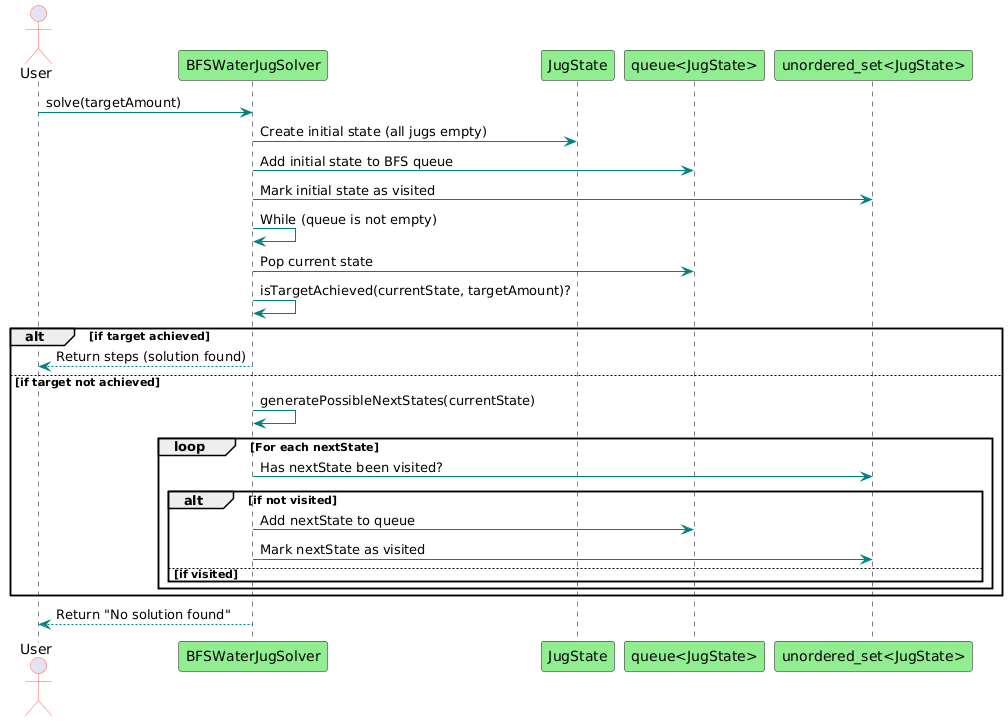 User
BFSWaterJugSolver
JugState
queue<JugState>
unordered_set<JugState>
solve(targetAmount)
Create initial state (all jugs empty)
Add initial state to BFS queue
Mark initial state as visited
While (queue is not empty)
Pop current state
isTargetAchieved(currentState, targetAmount)?
alt [if target achieved]
Return steps (solution found)
[if target not achieved]
generatePossibleNextStates(currentState)
loop [For each nextState]
Has nextState been visited?
alt [if not visited]
Add nextState to queue
Mark nextState as visited
[if visited]
Return "No solution found"
User
BFSWaterJugSolver
JugState
queue<JugState>
unordered_set<JugState>